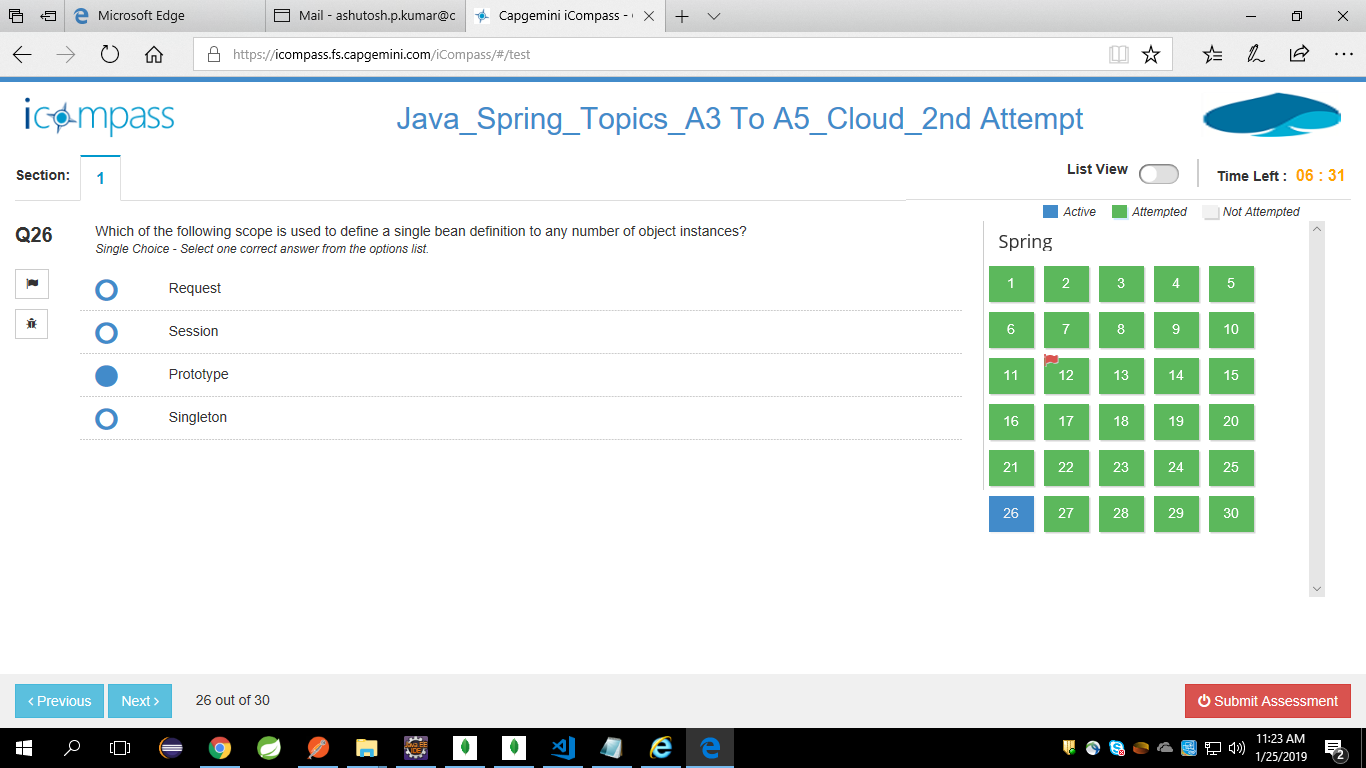 Microsoft Edge
Mail - ashutosh.p.kumar@c
Capgemini iCompass -
https://icompass.fs.capgemini.com/iCompass/#/test
icompass
Java_Spring_Topics_A3 To A5_Cloud_2nd Attempt
Section: 1
List View
Time Left : 06 : 31
Active Attempted Not Attempted
Q26
Which of the following scope is used to define a single bean definition to any number of object instances?
Single Choice - Select one correct answer from the options list.
Request
Session
Prototype
Singleton
Spring
1 2 3 4 5
6 7 8 9 10
11 12 13 14 15
16 17 18 19 20
21 22 23 24 25
26 27 28 29 30
‹ Previous
Next ›
26 out of 30
Submit Assessment
Java EE
IDE
11:23 AM
1/25/2019
2